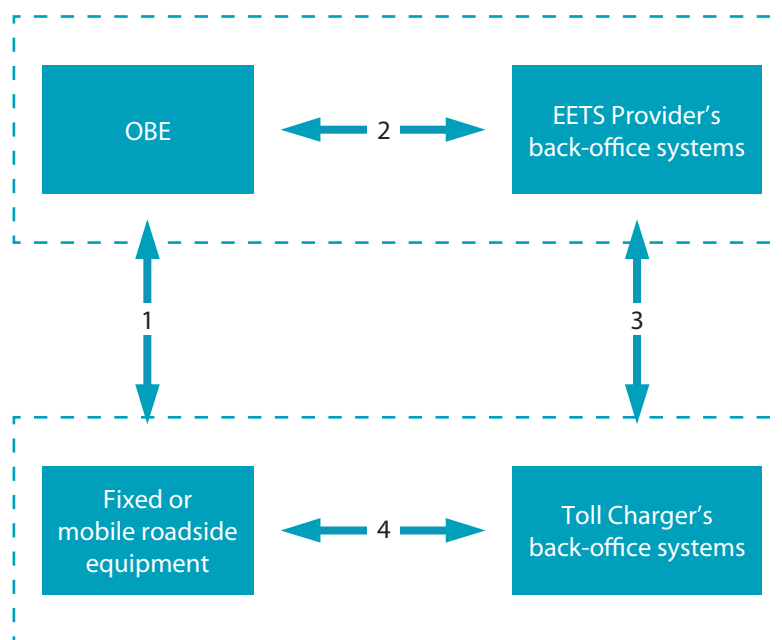 OBE
2
EETS Provider's
back-office systems
1
3
Fixed or
mobile roadside
equipment
4
Toll Charger's
back-office systems